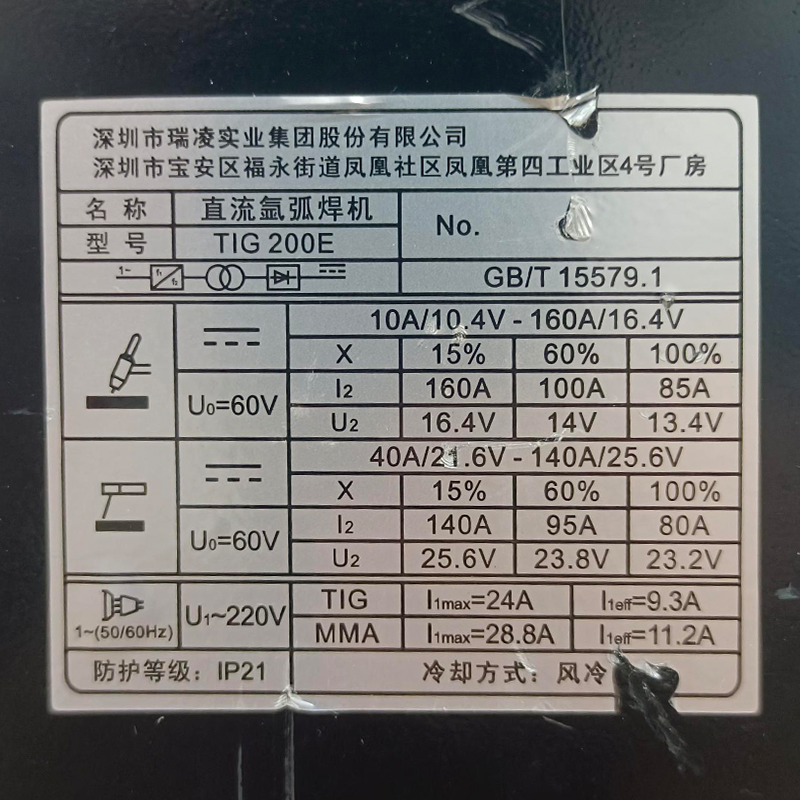 深圳市瑞凌实业集团股份有限公司
深圳市宝安区福永街道凤凰社区凤凰第四工业区4号厂房
名 称 直流氩弧焊机 No.
型 号 TIG 200E
1~ f₁ f₂ GB/T 15579.1
10A/10.4V - 160A/16.4V
X 15% 60% 100%
U₀=60V I₂ 160A 100A 85A
U₂ 16.4V 14V 13.4V
40A/21.6V - 140A/25.6V
X 15% 60% 100%
U₀=60V I₂ 140A 95A 80A
U₂ 25.6V 23.8V 23.2V
1~(50/60Hz) U₁~220V TIG I₁max=24A I₁eff=9.3A
MMA I₁max=28.8A I₁eff=11.2A
防护等级：IP21 冷却方式：风冷